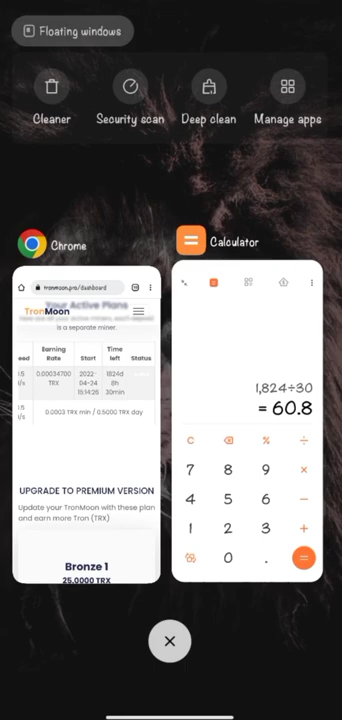 Floating windows
Cleaner
Security scan
Deep clean
Manage apps
Chrome
Calculator
tronmoon.pro/dashboard
Your Active Plans
TronMoon
is a separate miner.
eed
Earning Rate
Start
Time left
Status
0.00034700 TRX
2022-04-24 15:14:26
1824d 8h 30min
0.0003 TRX min / 0.5000 TRX day
UPGRADE TO PREMIUM VERSION
Update your TronMoon with these plan
and earn more Tron (TRX)
Bronze 1
25.0000 TRX
1,824÷30
= 60.8
C % ÷
7 8 9 ×
4 5 6 −
1 2 3 +
0 . =